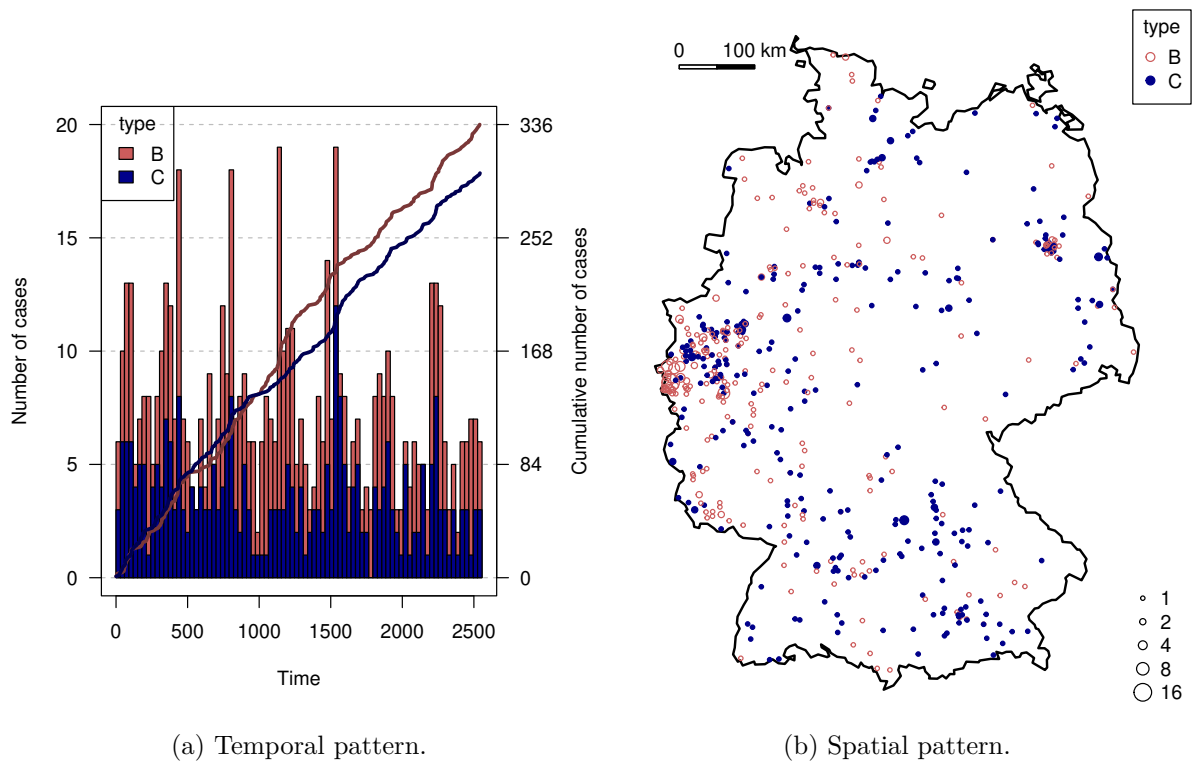 type
B
C
20
15
10
5
0
Number of cases
336
252
168
84
0
Cumulative number of cases
0 500 1000 1500 2000 2500
Time
(a) Temporal pattern.
0 100 km
type
B
C
1
2
4
8
16
(b) Spatial pattern.